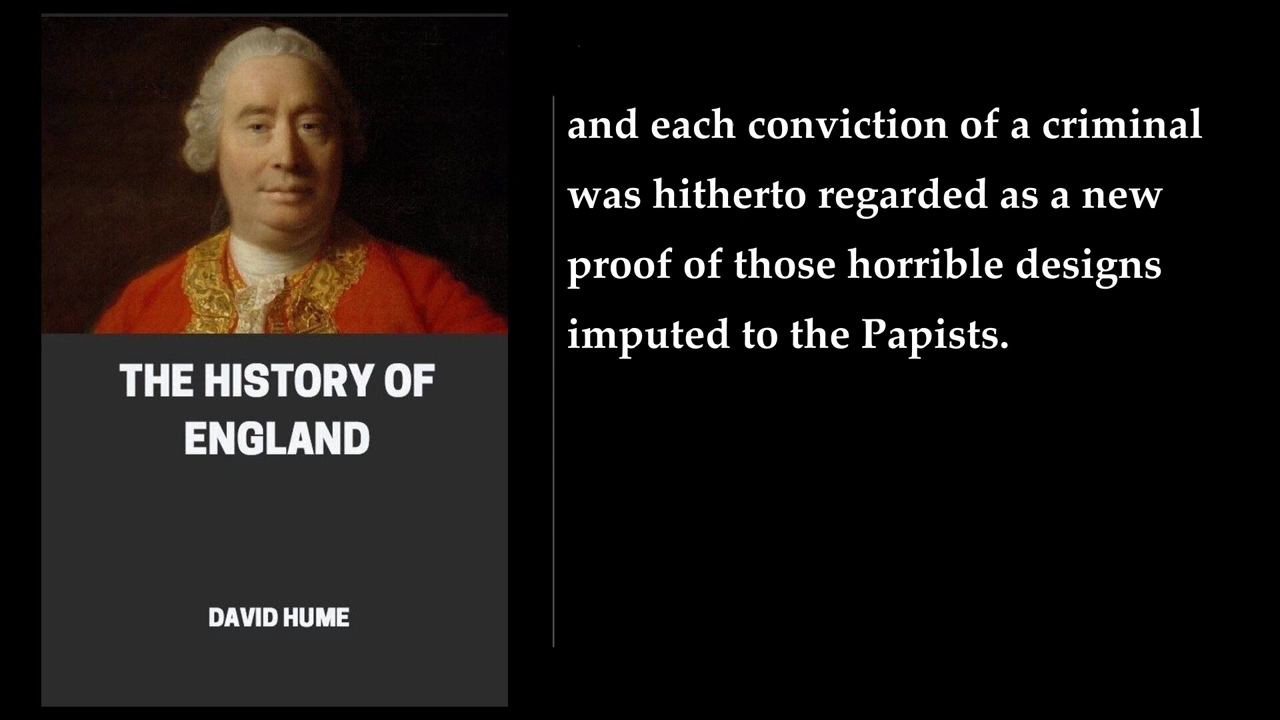 THE HISTORY OF
ENGLAND
DAVID HUME
and each conviction of a criminal
was hitherto regarded as a new
proof of those horrible designs
imputed to the Papists.